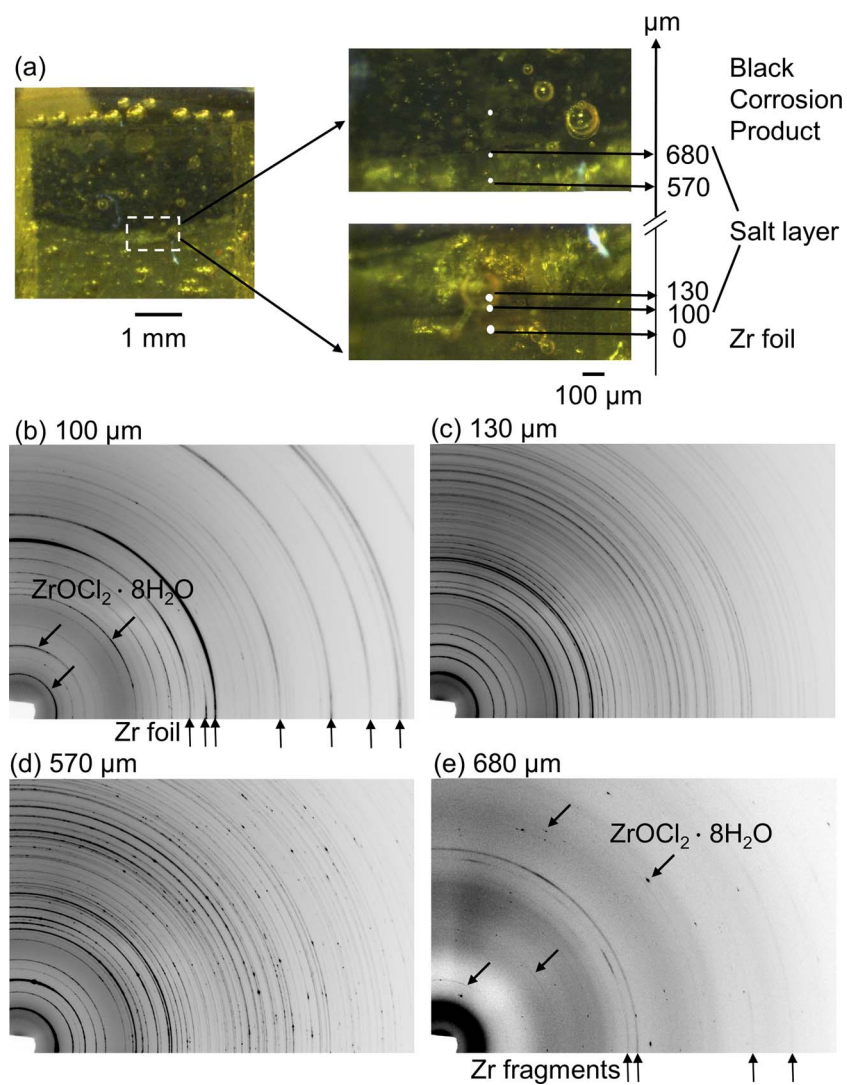 (a)
µm
Black
Corrosion
Product
680
570
Salt layer
130
100
0
Zr foil
1 mm
100 µm
(b) 100 µm
(c) 130 µm
ZrOCl₂ · 8H₂O
Zr foil
(d) 570 µm
(e) 680 µm
ZrOCl₂ · 8H₂O
Zr fragments